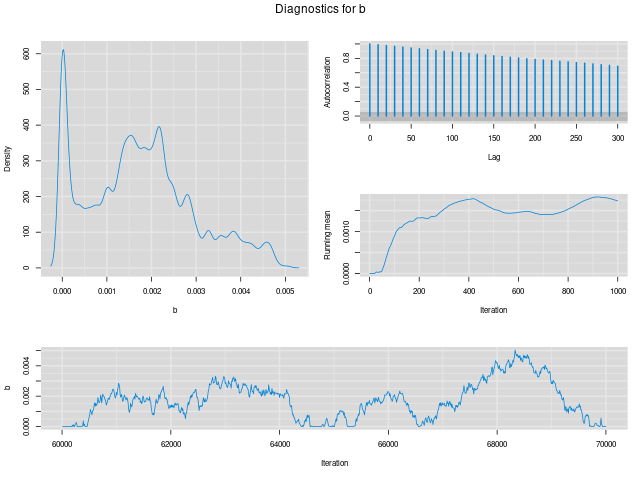 Diagnostics for b
Density
600
500
400
300
200
100
0
0.000 0.001 0.002 0.003 0.004 0.005
b
Autocorrelation
0.8
0.4
0.0
0 50 100 150 200 250 300
Lag
Running mean
0.0010
0.0000
0 200 400 600 800 1000
Iteration
b
0.004
0.002
0.000
60000 62000 64000 66000 68000 70000
Iteration